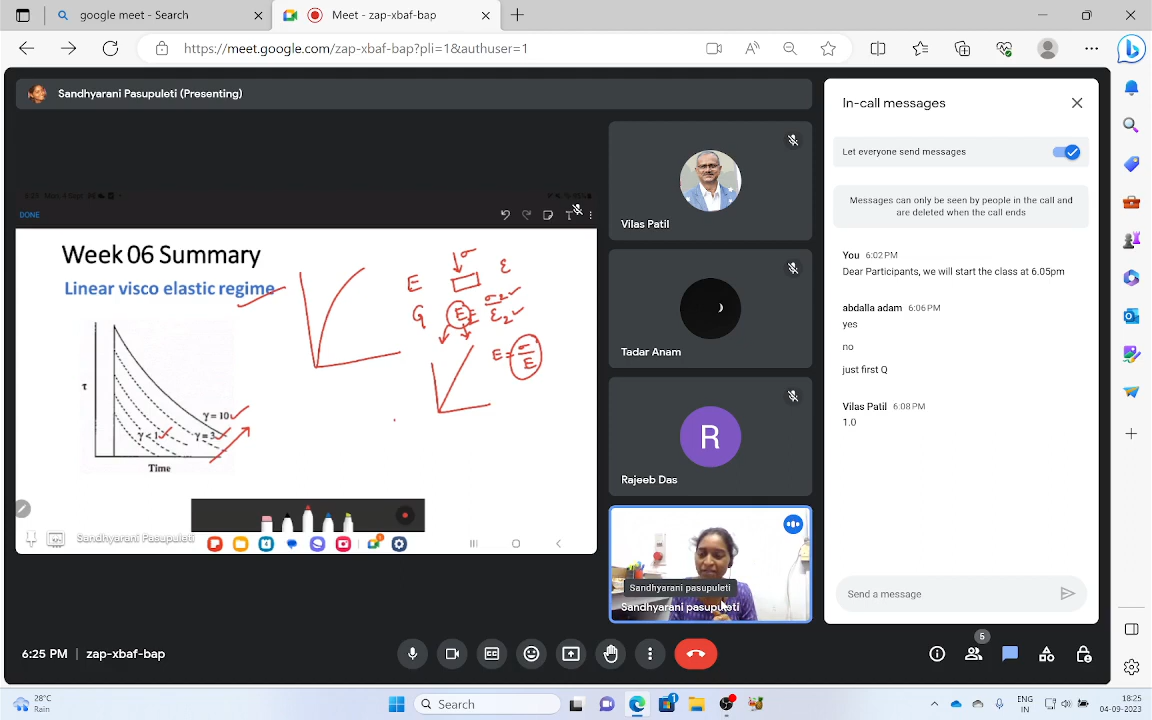 google meet - Search
Meet - zap-xbaf-bap
https://meet.google.com/zap-xbaf-bap?pli=1&authuser=1
Sandhyarani Pasupuleti (Presenting)
DONE
Week 06 Summary
Linear visco elastic regime
τ
γ = 10
γ < 1
γ = 3
Time
σ
E
ε
G
E
E = σ
Sandhyarani Pasupuleti
Vilas Patil
Tadar Anam
R
Rajeeb Das
Sandhyarani pasupuleti
Sandhyarani pasupuleti
In-call messages
Let everyone send messages
Messages can only be seen by people in the call and
are deleted when the call ends
You 6:02 PM
Dear Participants, we will start the class at 6.05pm
abdalla adam 6:06 PM
yes
no
just first Q
Vilas Patil 6:08 PM
1.0
Send a message
6:25 PM | zap-xbaf-bap
5
28°C
Rain
Search
1
ENG
IN
18:25
04-09-2023